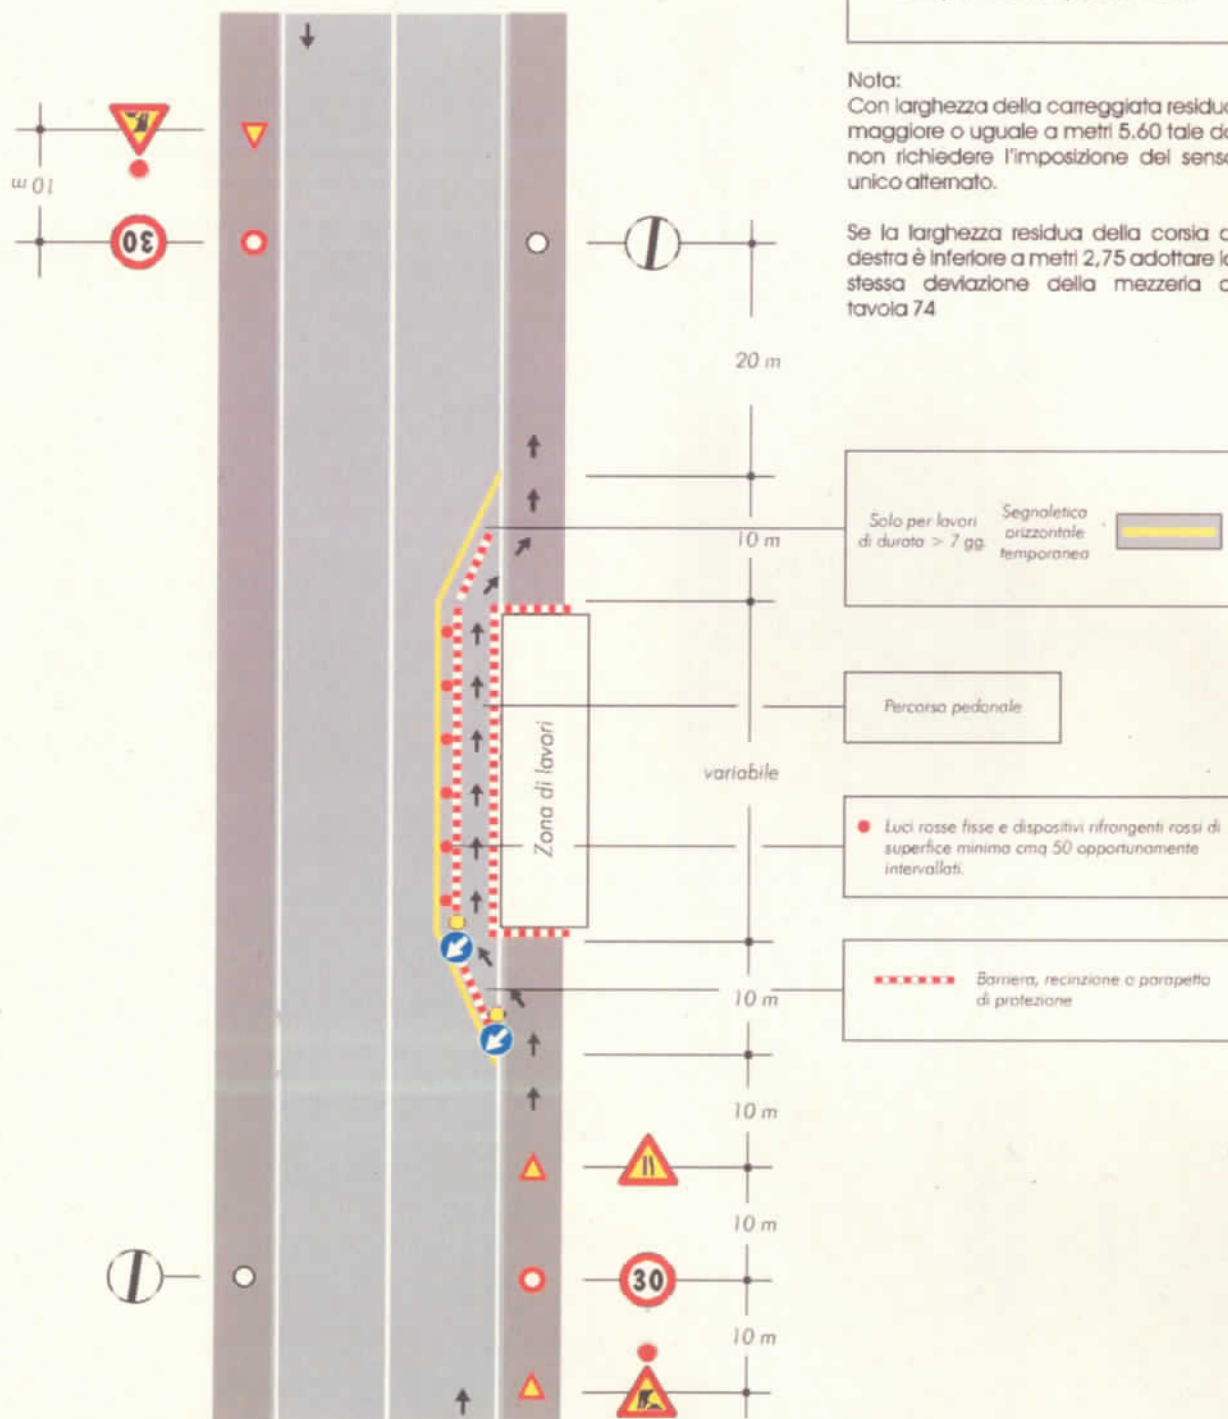 Nota:
Con larghezza della carreggiata residua
maggiore o uguale a metri 5.60 tale da
non richiedere l'imposizione del senso
unico alternato.
Se la larghezza residua della corsia d
destra è inferiore a metri 2,75 adottare la
stessa deviazione della mezzeria d
tavola 74
10 m
30
20 m
10 m
Solo per lavori
di durata > 7 gg.
Segnaletica
orizzontale
temporanea
Percorso pedonale
variabile
Zona di lavori
Luci rosse fisse e dispositivi rifrangenti rossi di
superfice minima cmq 50 opportunamente
intervallati.
Barriera, recinzione o parapetto
di protezione
10 m
10 m
10 m
30
10 m